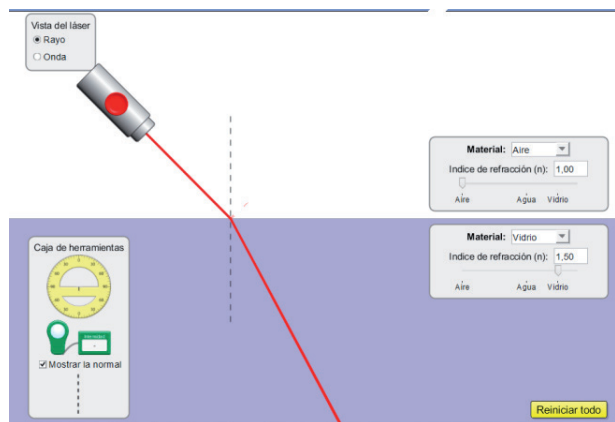 Vista del láser
Rayo
Onda
Material: Aire
Indice de refracción (n): 1,00
Aire Agua Vidrio
Material: Vidrio
Indice de refracción (n): 1,50
Aire Agua Vidrio
Caja de herramientas
Mostrar la normal
Reiniciar todo